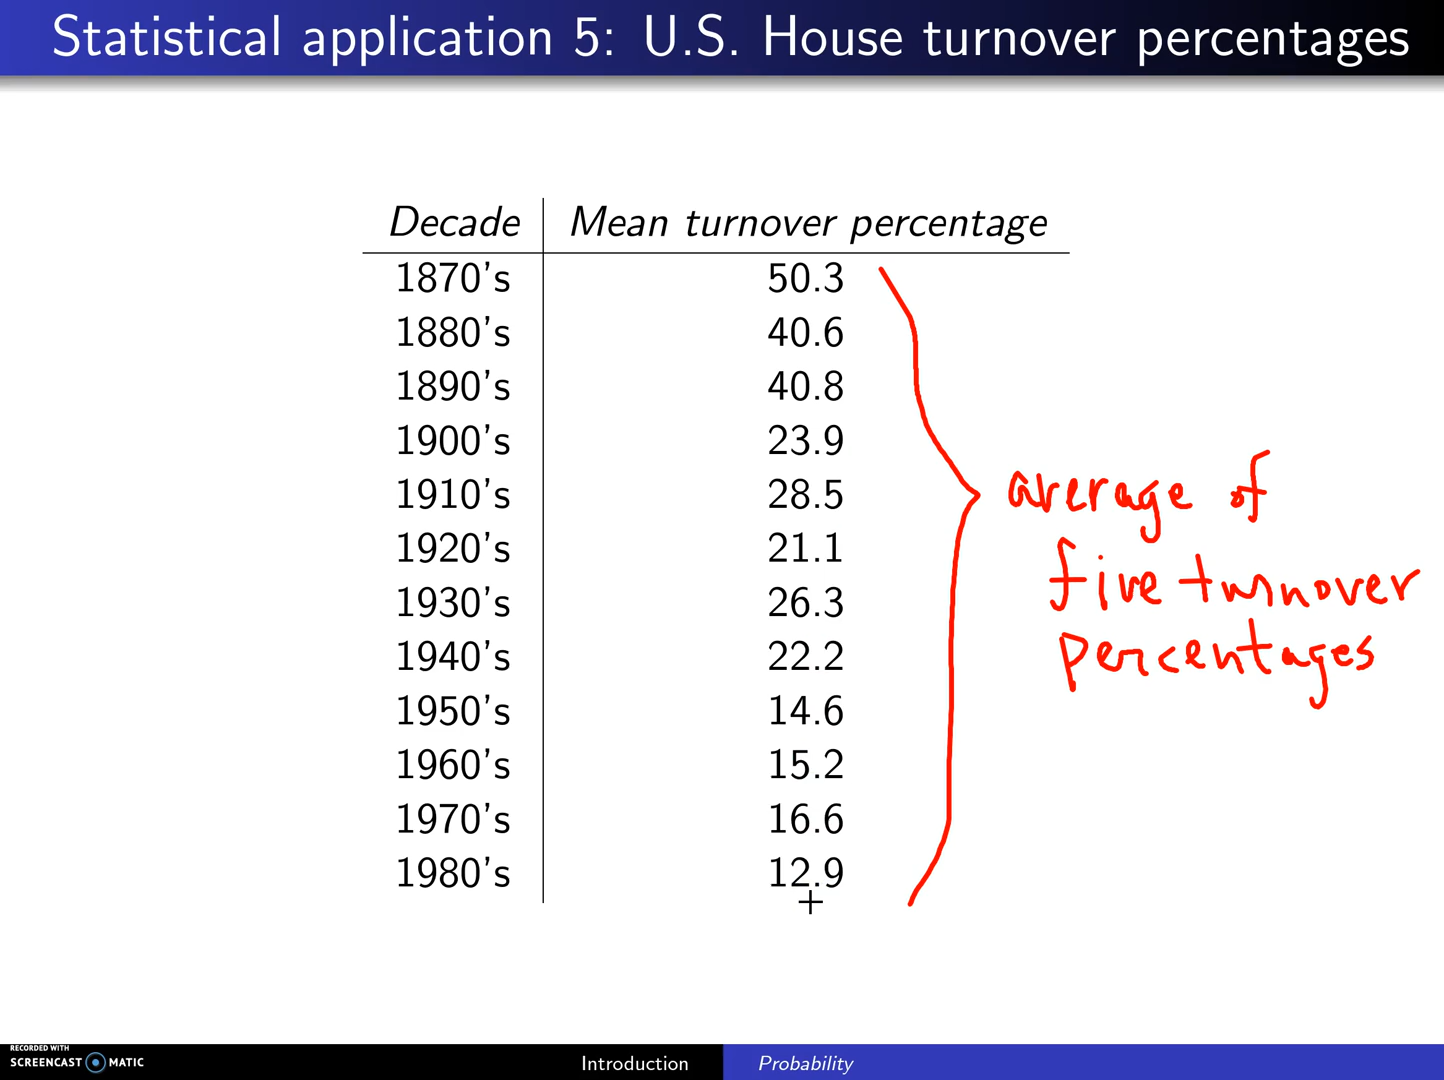 Statistical application 5: U.S. House turnover percentages
Decade Mean turnover percentage
1870's 50.3
1880's 40.6
1890's 40.8
1900's 23.9
1910's 28.5
1920's 21.1
1930's 26.3
1940's 22.2
1950's 14.6
1960's 15.2
1970's 16.6
1980's 12.9
average of
five turnover
percentages
RECORDED WITH
SCREENCAST MATIC
Introduction Probability